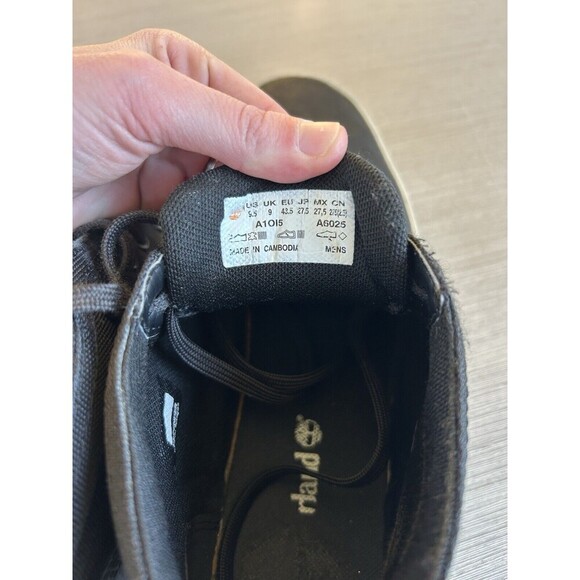 US UK EU JP MX CN
9.5 9 43.5 27.5 27,5
A1OI5 A6025
MADE IN CAMBODIA MENS
rland